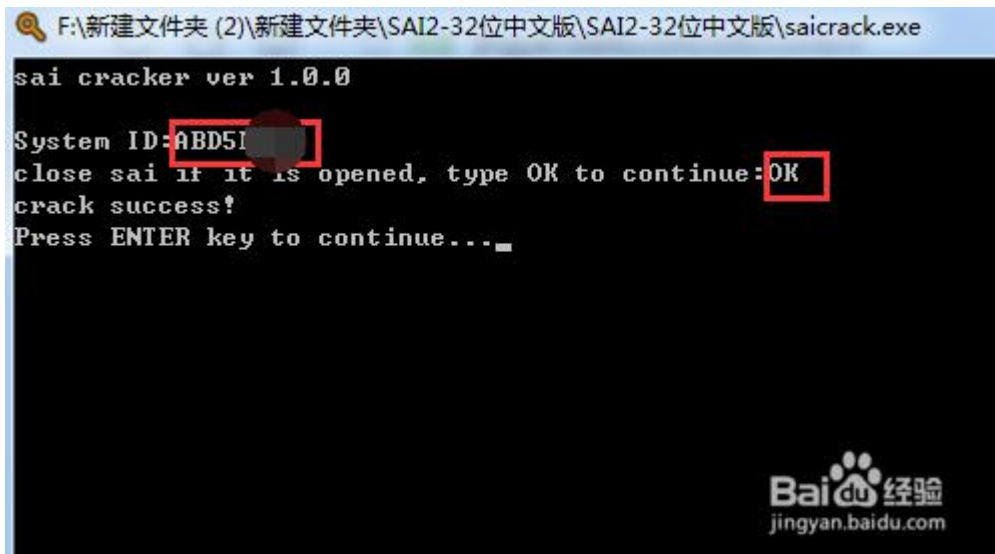 F:\新建文件夹 (2)\新建文件夹\SAI2-32位中文版\SAI2-32位中文版\saicrack.exe
sai cracker ver 1.0.0
System ID:ABD5
close sai if it is opened, type OK to continue:OK
crack success!
Press ENTER key to continue...
Baidu 经验
jingyan.baidu.com